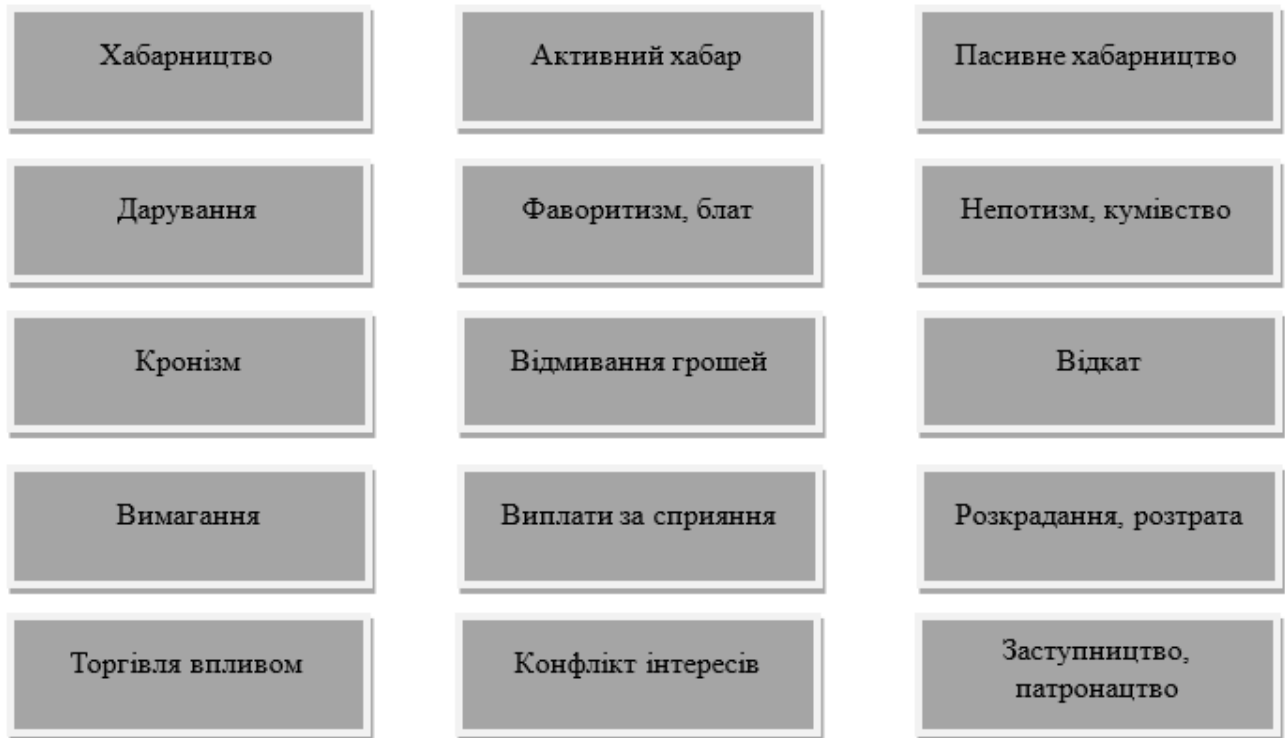 Хабарництво
Активний хабар
Пасивне хабарництво
Дарування
Фаворитизм, блат
Непотизм, кумівство
Кронізм
Відмивання грошей
Відкат
Вимагання
Виплати за сприяння
Розкрадання, розтрата
Торгівля впливом
Конфлікт інтересів
Заступництво,
патронацтво